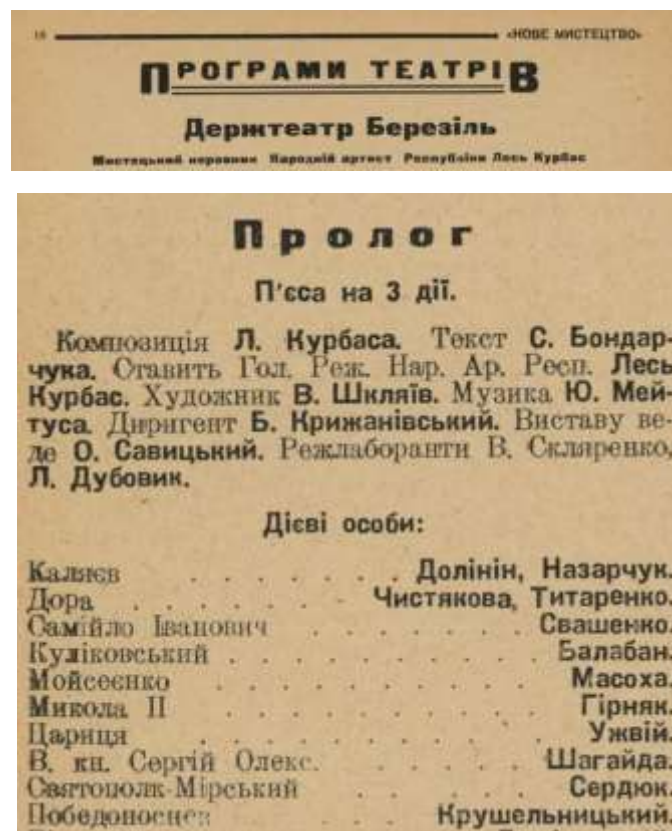 18 «НОВЕ МИСТЕЦТВО»
ПРОГРАМИ ТЕАТРІВ
Держтеатр Березіль
Мистецький керовник Народній артист Республіки Лесь Курбас
Пролог
П'єса на 3 дії.
Композиція Л. Курбаса. Текст С. Бондар-
чука. Ставить Гол. Реж. Нар. Ар. Респ. Лесь
Курбас. Художник В. Шкляїв. Музика Ю. Мей-
туса. Диригент Б. Крижанівський. Виставу ве-
де О. Савицький. Режлаборанти В. Скляренко,
Л. Дубовик.
Дієві особи:
Каляєв . . . . . . . Долінін, Назарчук.
Дора . . . . . . . Чистякова, Титаренко.
Самійло Іванович . . . . . . . Свашенко.
Куліковський . . . . . . . . . . Балабан.
Мойсеєнко . . . . . . . . . . Масоха.
Микола II . . . . . . . . . . Гірняк.
Цариця . . . . . . . . . . Ужвій.
В. кн. Сергій Олекс. . . . . . . Шагайда.
Святополк-Мірський . . . . . Сердюк.
Победоносцев . . . . . Крушельницький.